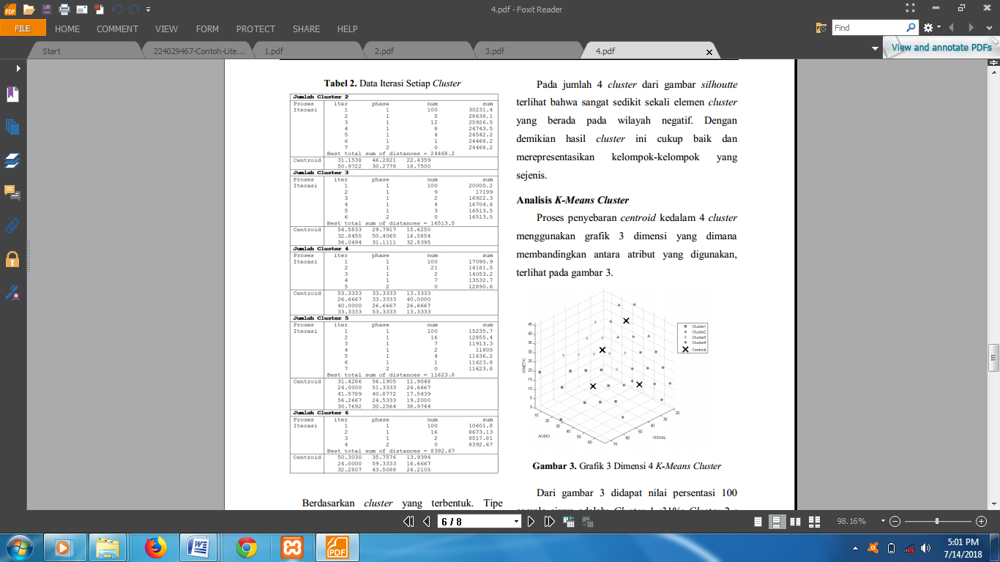 4.pdf - Foxit Reader
FILE HOME COMMENT VIEW FORM PROTECT SHARE HELP
Find
Start
224029467-Contoh-Lite...
1.pdf
2.pdf
3.pdf
4.pdf
View and annotate PDFs
Tabel 2. Data Iterasi Setiap Cluster
Jumlah Cluster 2
Proses iter phase num sum
Iterasi 1 1 100 30231.4
2 1 5 28638.1
3 1 12 25926.5
4 1 8 24743.5
5 1 4 24542.2
6 1 1 24468.2
7 2 0 24468.2
Best total sum of distances = 24468.2
Centroid 31.1538 46.2821 22.4359
50.9722 30.2778 18.7500
Jumlah Cluster 3
Proses iter phase num sum
Iterasi 1 1 100 20000.2
2 1 9 17199
3 1 2 16922.3
4 1 4 16704.6
5 1 3 16513.5
6 2 0 16513.5
Best total sum of distances = 16513.5
Centroid 54.5833 29.7917 15.6250
32.8455 50.4065 16.5854
36.0494 31.1111 32.8395
Jumlah Cluster 4
Proses iter phase num sum
Iterasi 1 1 100 17090.9
2 1 21 14181.5
3 1 2 14053.2
4 1 7 13532.7
5 2 0 12890.6
Centroid 53.3333 33.3333 13.3333
26.6667 33.3333 40.0000
40.0000 26.6667 26.6667
33.3333 53.3333 13.3333
Jumlah Cluster 5
Proses iter phase num sum
Iterasi 1 1 100 15235.7
2 1 16 12855.4
3 1 7 11913.3
4 1 2 11805
5 1 4 11636.2
6 1 1 11623.8
7 2 0 11623.8
Best total sum of distances = 11623.8
Centroid 31.4286 56.1905 11.9048
24.0000 51.3333 24.6667
41.5789 40.8772 17.5439
56.2667 24.5333 19.2000
30.7692 30.2564 38.9744
Jumlah Cluster 6
Proses iter phase num sum
Iterasi 1 1 100 10601.8
2 1 16 8673.13
3 1 2 8517.81
4 2 0 8392.67
Best total sum of distances = 8392.67
Centroid 50.3030 35.7576 13.9394
24.0000 59.3333 16.6667
32.2807 43.5088 24.2105
Berdasarkan cluster yang terbentuk. Tipe
Pada jumlah 4 cluster dari gambar silhoutte
terlihat bahwa sangat sedikit sekali elemen cluster
yang berada pada wilayah negatif. Dengan
demikian hasil cluster ini cukup baik dan
merepresentasikan kelompok-kelompok yang
sejenis.
Analisis K-Means Cluster
Proses penyebaran centroid kedalam 4 cluster
menggunakan grafik 3 dimensi yang dimana
membandingkan antara atribut yang digunakan,
terlihat pada gambar 3.
Cluster1
Cluster2
Cluster3
Cluster4
Centroid
KINETIC
45
40
35
30
25
20
15
10
5
0
10 20 30 40 50 60
AUDIO
70 60 50 40 30 20
VISUAL
Gambar 3. Grafik 3 Dimensi 4 K-Means Cluster
Dari gambar 3 didapat nilai persentasi 100
6 / 8
98.16%
5:01 PM
7/14/2018